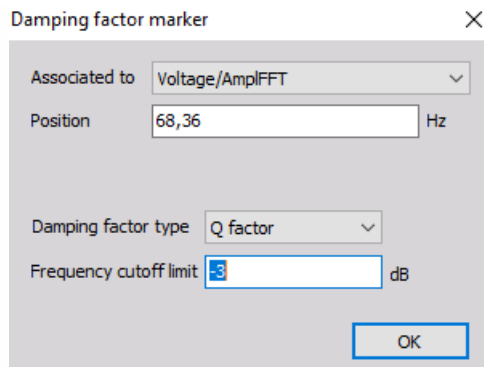 Damping factor marker
Associated to Voltage/AmplFFT
Position 68,36 Hz
Damping factor type Q factor
Frequency cutoff limit -3 dB
OK